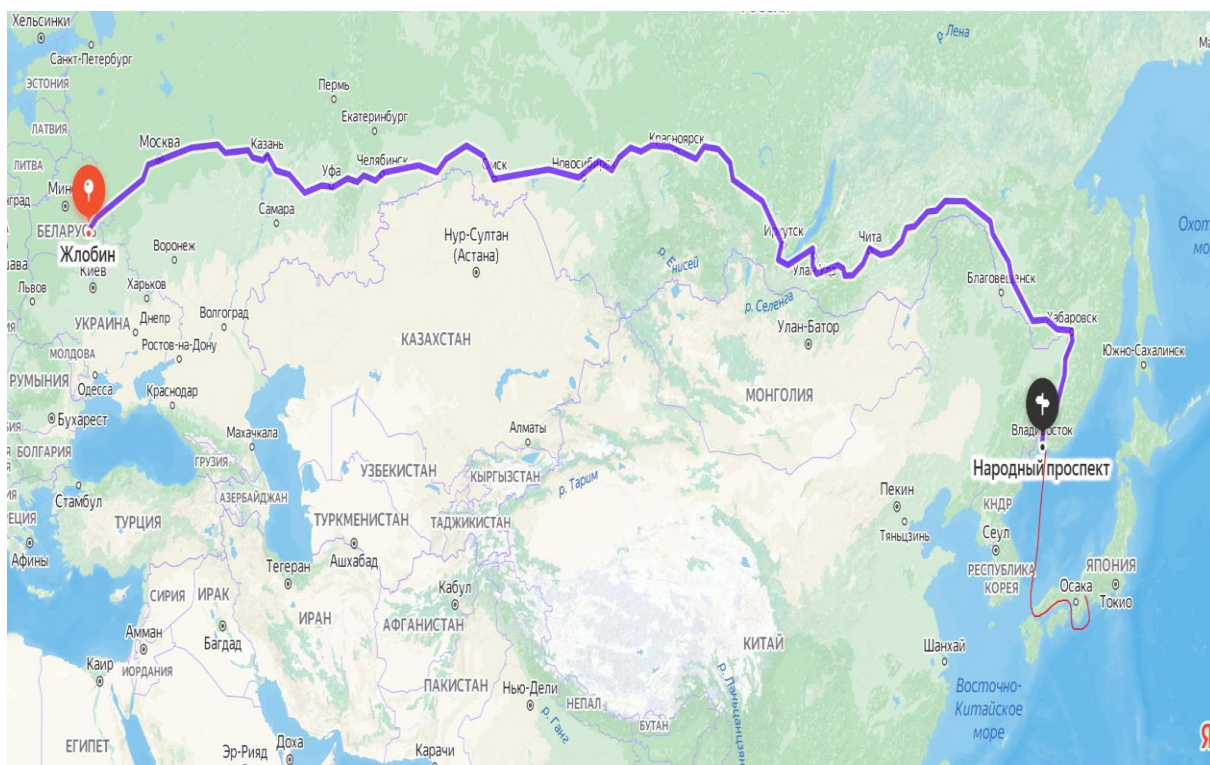 Хельсинки
р. Лена
Санкт-Петербург
ЭСТОНИЯ
Пермь
Екатеринбург
ЛАТВИЯ
Москва
Казань
Красноярск
ЛИТВА
Уфа
Челябинск
Омск
Новосибирск
Самара
БЕЛАРУСЬ
Жлобин
Воронеж
Нур-Султан
(Астана)
р. Енисей
Иркутск
Чита
Улан-Удэ
Киев
Львов
Харьков
Благовещенск
р. Селенга
УКРАИНА
Днепр
Волгоград
Улан-Батор
Хабаровск
Ростов-на-Дону
КАЗАХСТАН
Южно-Сахалинск
МОЛДОВА
РУМЫНИЯ
Одесса
Краснодар
МОНГОЛИЯ
Бухарест
Махачкала
Алматы
Владивосток
БОЛГАРИЯ
ГРУЗИЯ
УЗБЕКИСТАН
КЫРГЫЗСТАН
Народный проспект
р. Тарим
Стамбул
АЗЕРБАЙДЖАН
Пекин
КНДР
ТУРЦИЯ
ТУРКМЕНИСТАН
ТАДЖИКИСТАН
Тяньцзинь
Сеул
Афины
Тегеран
Ашхабад
РЕСПУБЛИКА
КОРЕЯ
ЯПОНИЯ
Осака
Токио
СИРИЯ
ИРАК
Кабул
ИРАН
АФГАНИСТАН
Амман
Багдад
КИТАЙ
Шанхай
Каир
ИОРДАНИЯ
ПАКИСТАН
Нью-Дели
НЕПАЛ
р. Ганг
р. Ланьцанцзян
БУТАН
Восточно-
Китайское
море
ЕГИПЕТ
Эр-Рияд
Доха
Карачи